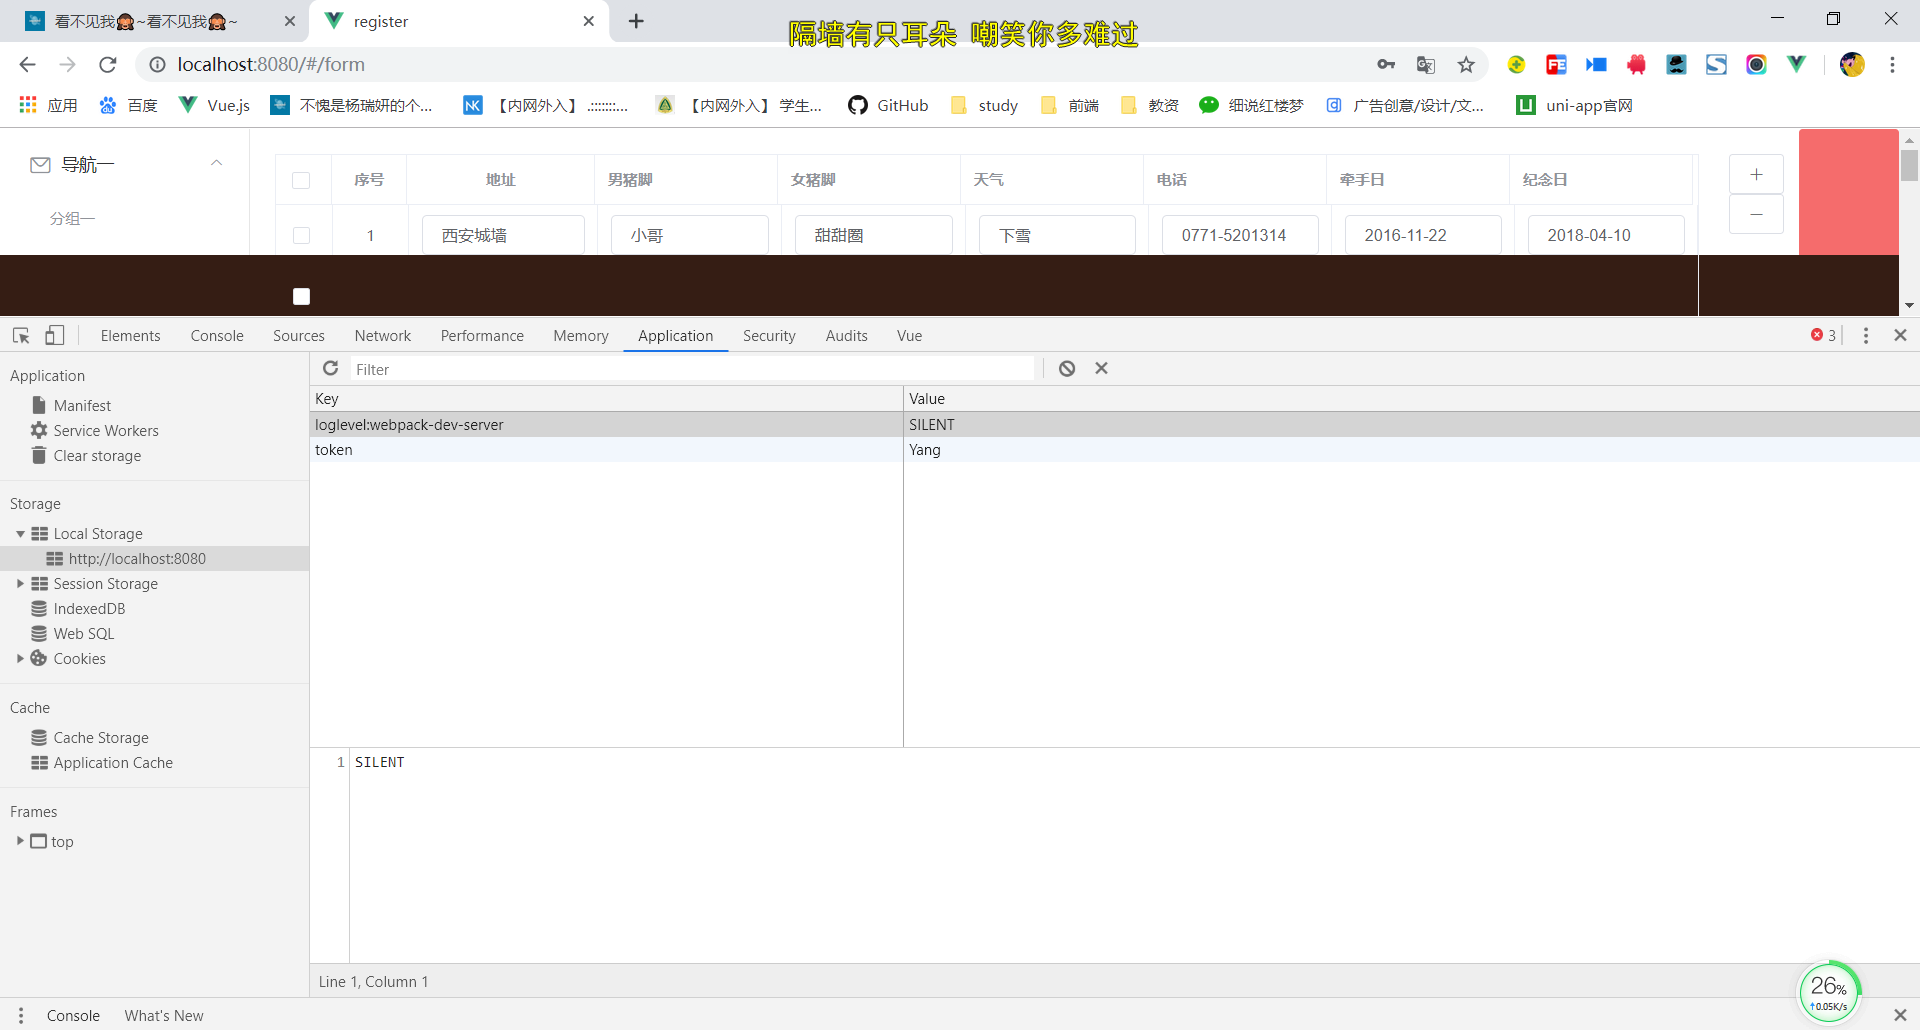 看不见我🙊~看不见我🙊~
register
隔墙有只耳朵 嘲笑你多难过
localhost:8080/#/form
应用 百度 Vue.js 不愧是杨瑞妍的个... 【内网外入】 .::::::::... 【内网外入】 学生... GitHub study 前端 教资 细说红楼梦 广告创意/设计/文... uni-app官网
导航一
分组一
序号 地址 男猪脚 女猪脚 天气 电话 牵手日 纪念日
1 西安城墙 小哥 甜甜圈 下雪 0771-5201314 2016-11-22 2018-04-10
Elements Console Sources Network Performance Memory Application Security Audits Vue 3
Application
Manifest
Service Workers
Clear storage
Storage
Local Storage
http://localhost:8080
Session Storage
IndexedDB
Web SQL
Cookies
Cache
Cache Storage
Application Cache
Frames
top
Filter
Key Value
loglevel:webpack-dev-server SILENT
token Yang
1 SILENT
Line 1, Column 1
26%
↑0.05K/s
Console What's New